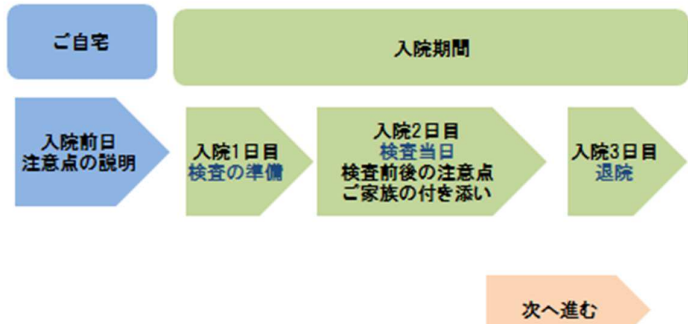 ご自宅
入院期間
入院前日
注意点の説明
入院1日目
検査の準備
入院2日目
検査当日
検査前後の注意点
ご家族の付き添い
入院3日目
退院
次へ進む